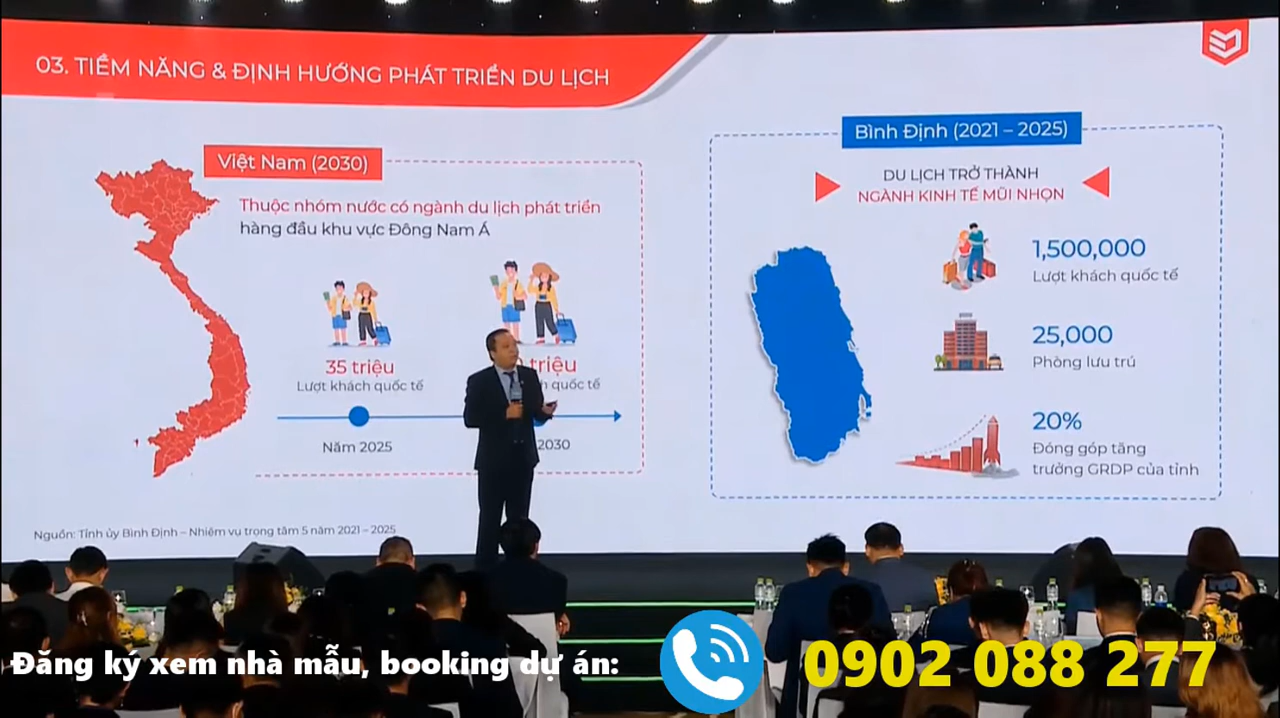 03. TIỀM NĂNG & ĐỊNH HƯỚNG PHÁT TRIỂN DU LỊCH
Việt Nam (2030)
Thuộc nhóm nước có ngành du lịch phát triển
hàng đầu khu vực Đông Nam Á
35 triệu
Lượt khách quốc tế
triệu
quốc tế
Năm 2025
2030
Bình Định (2021 – 2025)
DU LỊCH TRỞ THÀNH
NGÀNH KINH TẾ MŨI NHỌN
1,500,000
Lượt khách quốc tế
25,000
Phòng lưu trú
20%
Đóng góp tăng
trưởng GRDP của tỉnh
Nguồn: Tỉnh ủy Bình Định – Nhiệm vụ trọng tâm 5 năm 2021 – 2025
Đăng ký xem nhà mẫu, booking dự án:
0902 088 277